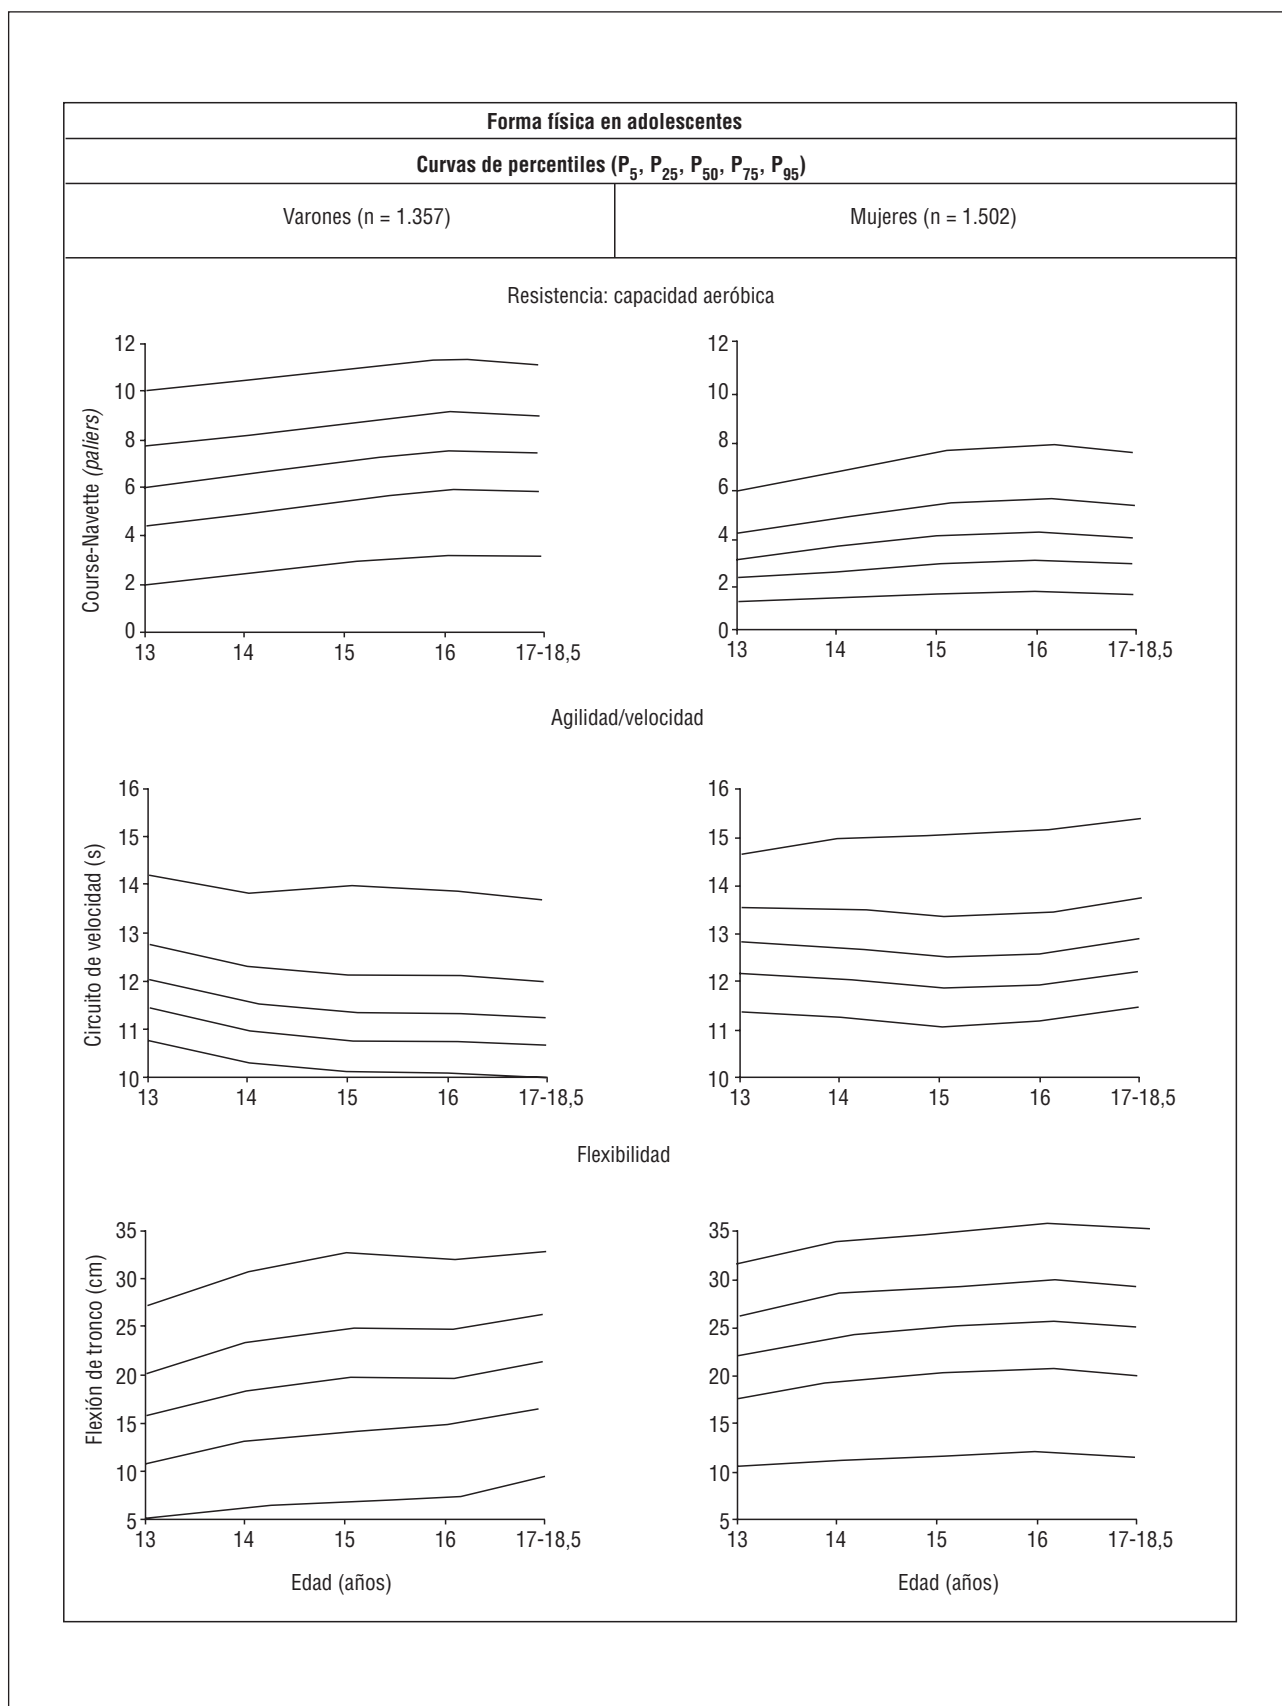 Forma física en adolescentes
Curvas de percentiles (P5, P25, P50, P75, P95)
Varones (n = 1.357)
Mujeres (n = 1.502)
Resistencia: capacidad aeróbica
Course-Navette (paliers)
12
10
8
6
4
2
0
13 14 15 16 17-18,5
12
10
8
6
4
2
0
13 14 15 16 17-18,5
Agilidad/velocidad
Circuito de velocidad (s)
16
15
14
13
12
11
10
13 14 15 16 17-18,5
16
15
14
13
12
11
10
13 14 15 16 17-18,5
Flexibilidad
Flexión de tronco (cm)
35
30
25
20
15
10
5
13 14 15 16 17-18,5
Edad (años)
35
30
25
20
15
10
5
13 14 15 16 17-18,5
Edad (años)